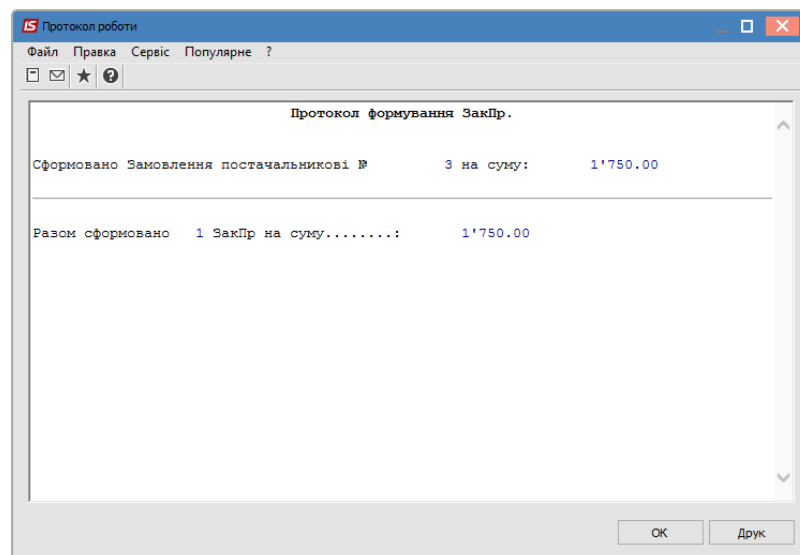 IS Протокол роботи
Файл Правка Сервіс Популярне ?
Протокол формування ЗакПр.
Сформовано Замовлення постачальникові № 3 на суму: 1'750.00
Разом сформовано 1 ЗакПр на суму........: 1'750.00
ОК Друк